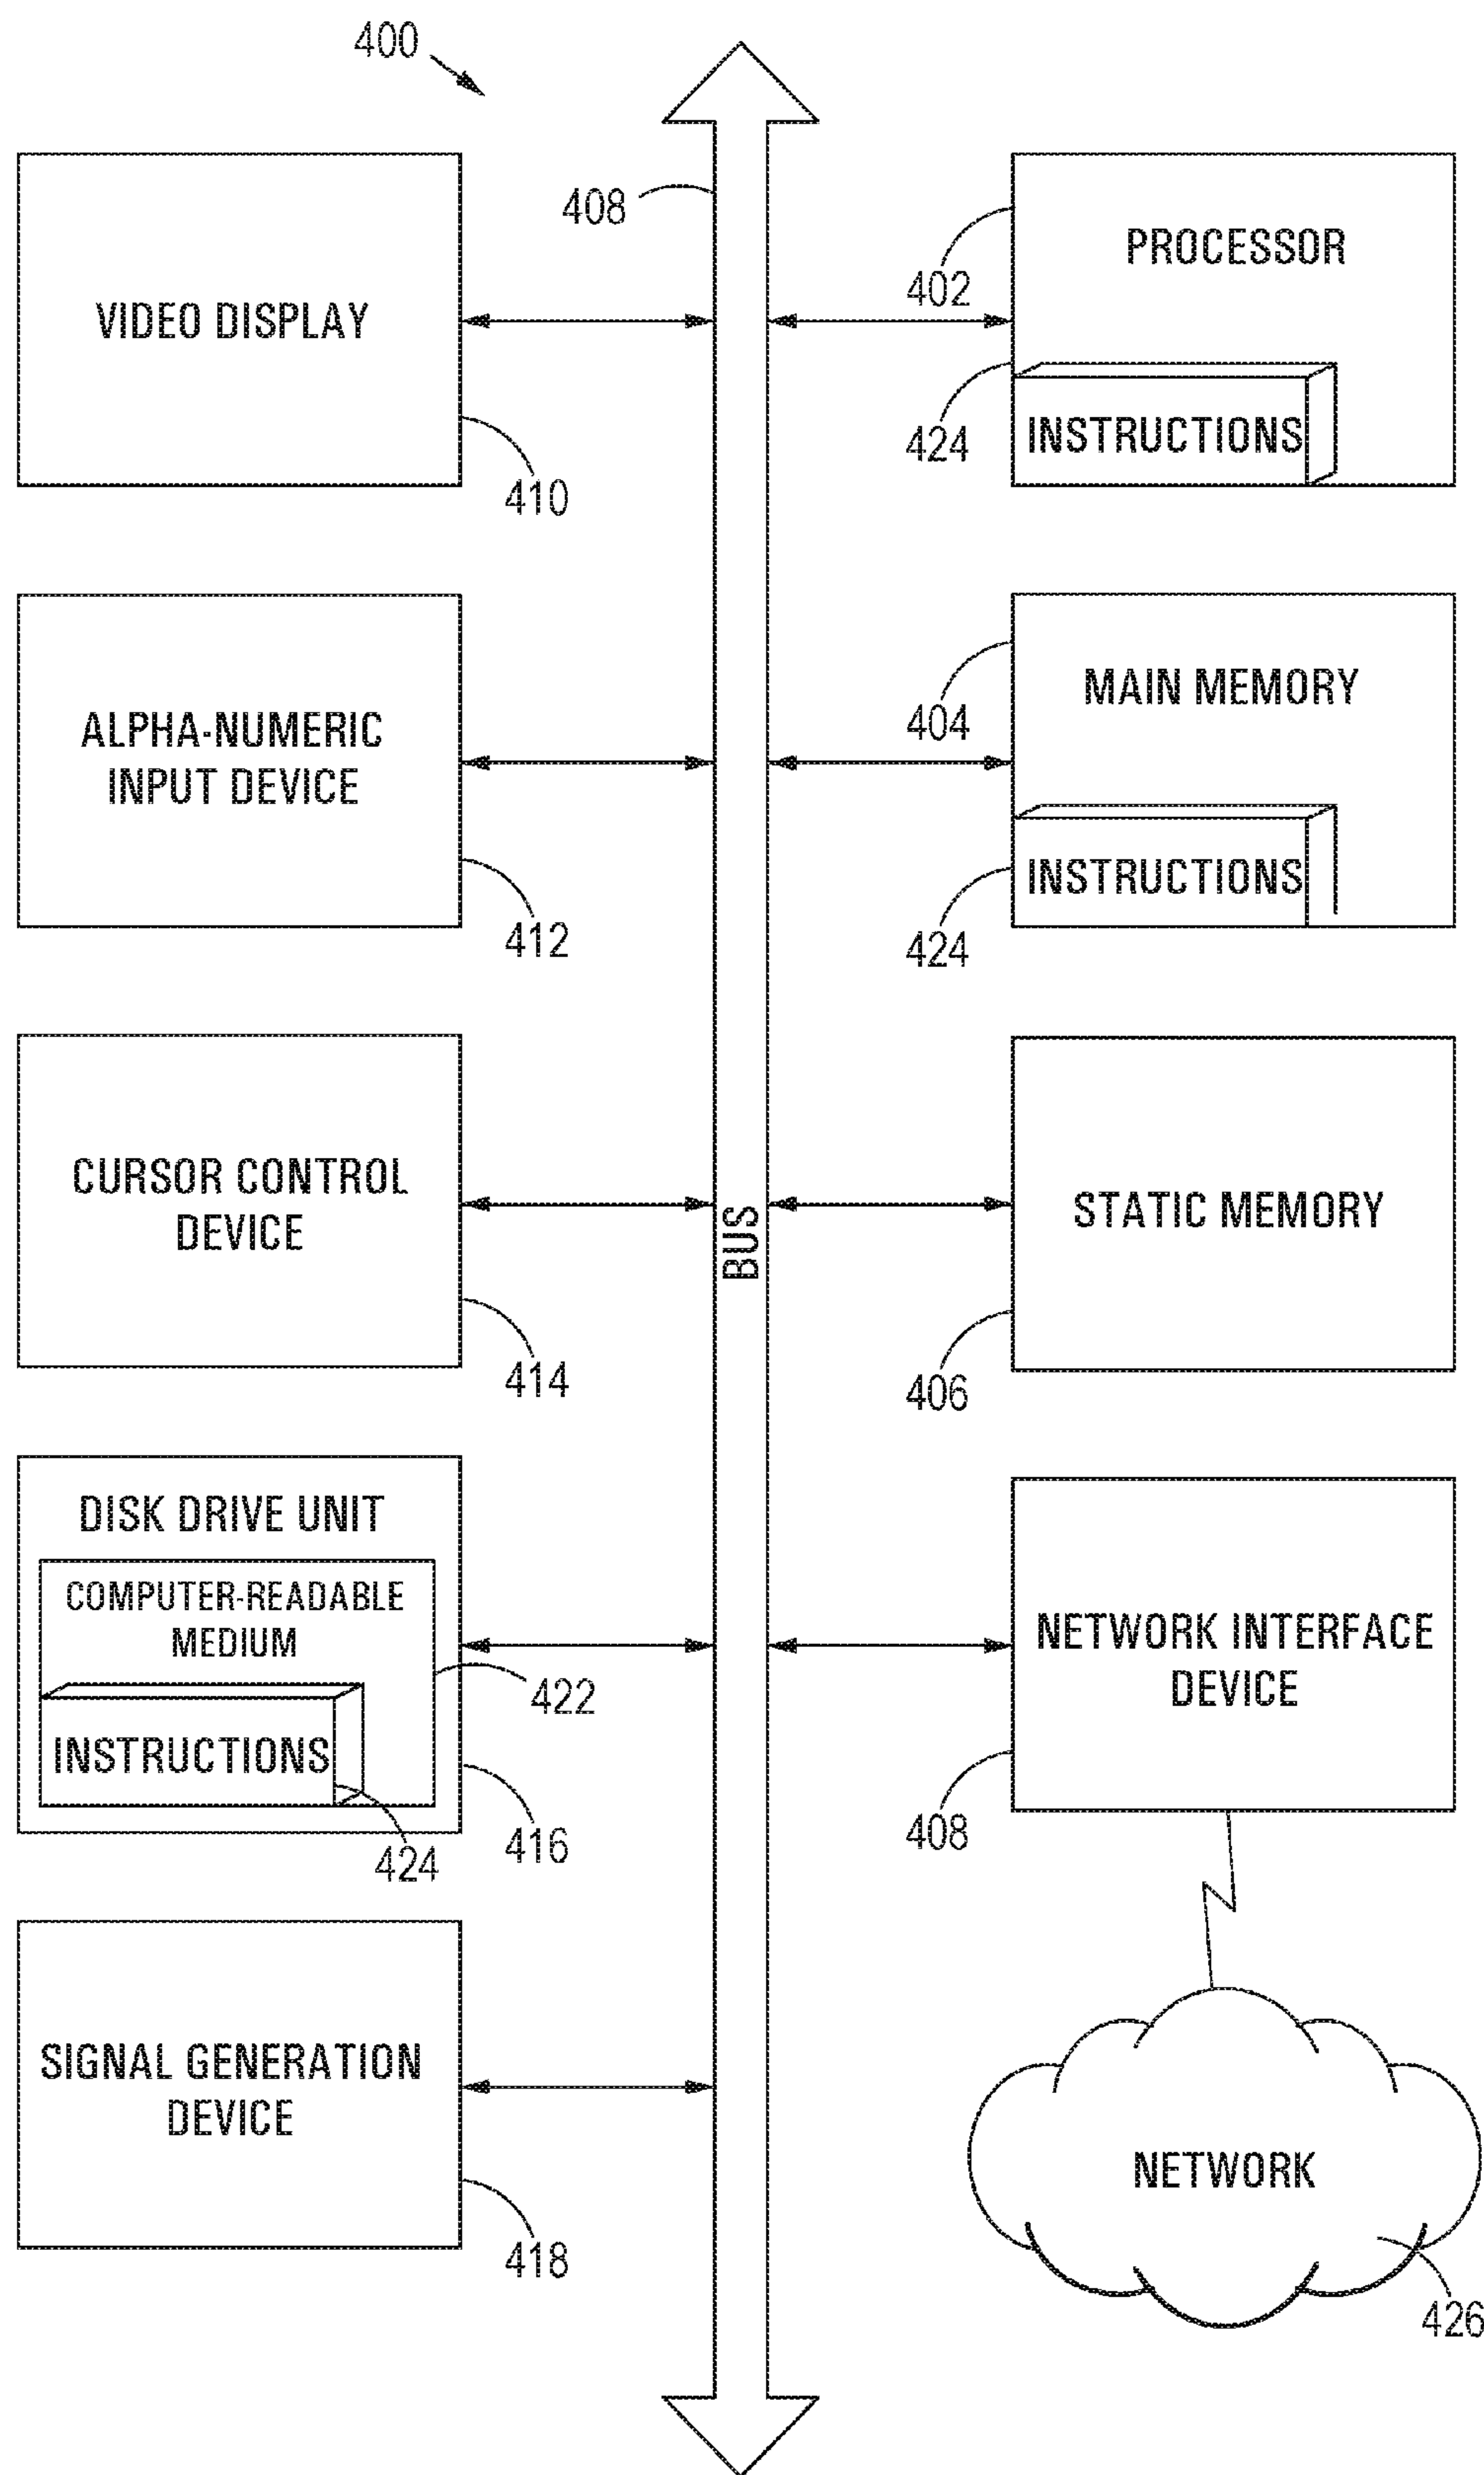 400
408
VIDEO DISPLAY
410
402
PROCESSOR
424
INSTRUCTIONS
ALPHA-NUMERIC
INPUT DEVICE
412
404
MAIN MEMORY
424
INSTRUCTIONS
CURSOR CONTROL
DEVICE
414
BUS
STATIC MEMORY
406
DISK DRIVE UNIT
COMPUTER-READABLE
MEDIUM
422
INSTRUCTIONS
424
416
NETWORK INTERFACE
DEVICE
408
SIGNAL GENERATION
DEVICE
418
NETWORK
426